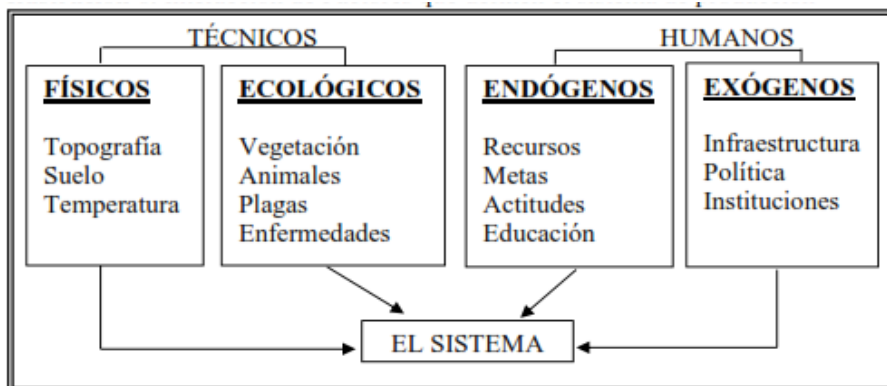 TÉCNICOS
HUMANOS
FÍSICOS
Topografía
Suelo
Temperatura
ECOLÓGICOS
Vegetación
Animales
Plagas
Enfermedades
ENDÓGENOS
Recursos
Metas
Actitudes
Educación
EXÓGENOS
Infraestructura
Política
Instituciones
EL SISTEMA